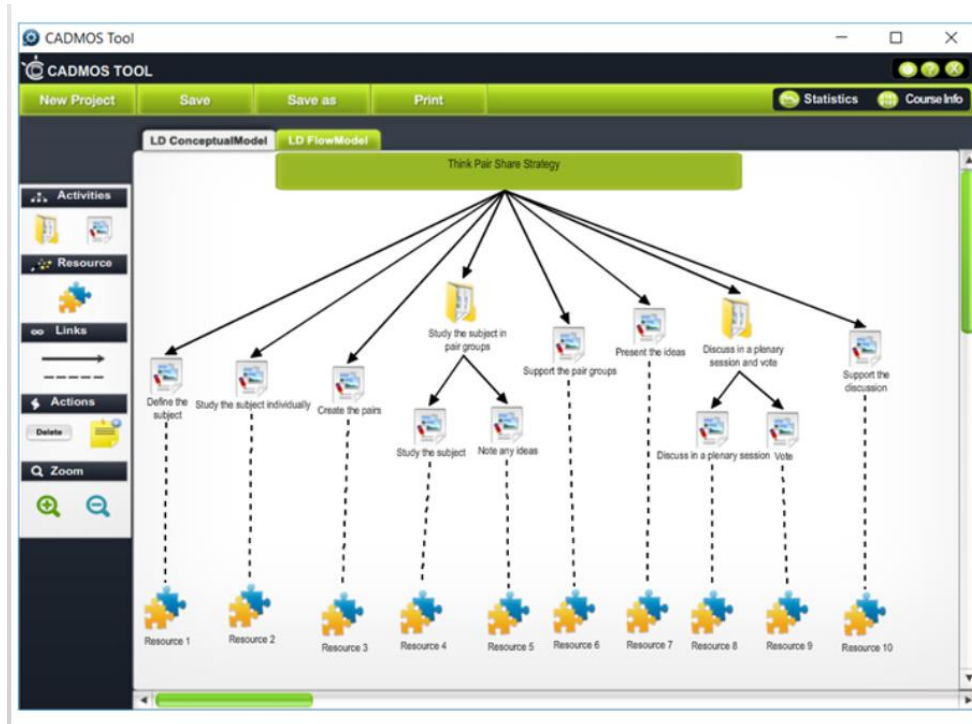 CADMOS Tool
CADMOS TOOL
New Project
Save
Save as
Print
Statistics
Course Info
LD ConceptualModel
LD FlowModel
Activities
Resource
Links
Actions
Delete
Zoom
Think Pair Share Strategy
Define the
subject
Study the subject individually
Create the pairs
Study the subject in
pair groups
Study the subject
Note any ideas
Support the pair groups
Present the ideas
Discuss in a plenary
session and vote
Discuss in a plenary session
Vote
Support the
discussion
Resource 1
Resource 2
Resource 3
Resource 4
Resource 5
Resource 6
Resource 7
Resource 8
Resource 9
Resource 10